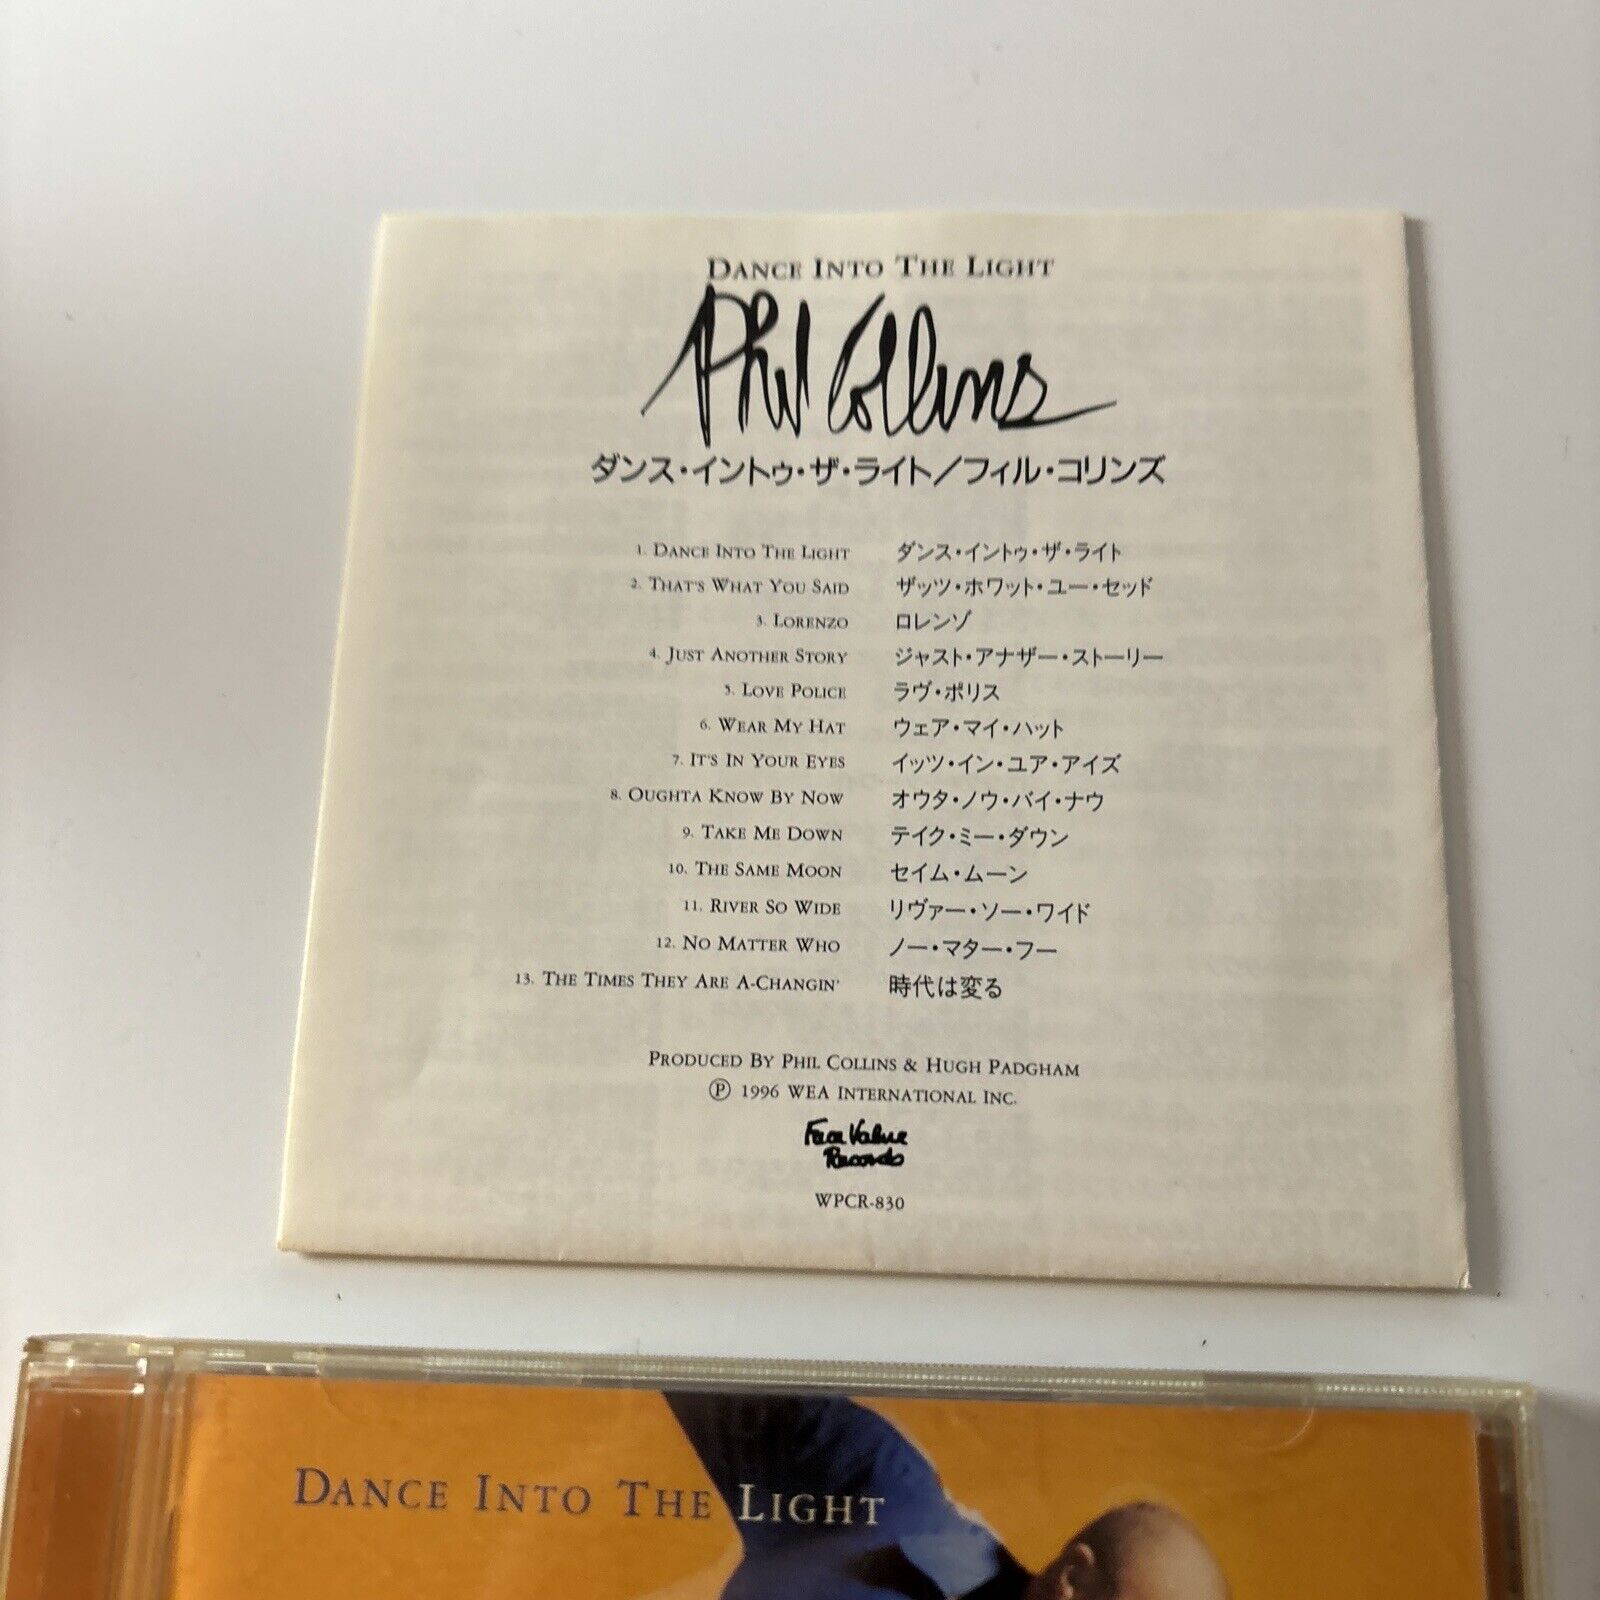 DANCE INTO THE LIGHT
Phil Collins
ダンス・イントゥ・ザ・ライト/フィル・コリンズ
1. DANCE INTO THE LIGHT ダンス・イントゥ・ザ・ライト
2. THAT'S WHAT YOU SAID ザッツ・ホワット・ユー・セッド
3. LORENZO ロレンゾ
4. JUST ANOTHER STORY ジャスト・アナザー・ストーリー
5. LOVE POLICE ラヴ・ポリス
6. WEAR MY HAT ウェア・マイ・ハット
7. IT'S IN YOUR EYES イッツ・イン・ユア・アイズ
8. OUGHTA KNOW BY NOW オウタ・ノウ・バイ・ナウ
9. TAKE ME DOWN テイク・ミー・ダウン
10. THE SAME MOON セイム・ムーン
11. RIVER SO WIDE リヴァー・ソー・ワイド
12. NO MATTER WHO ノー・マター・フー
13. THE TIMES THEY ARE A-CHANGIN' 時代は変る
PRODUCED BY PHIL COLLINS & HUGH PADGHAM
Ⓟ 1996 WEA INTERNATIONAL INC.
Face Value
Records
WPCR-830
DANCE INTO THE LIGHT